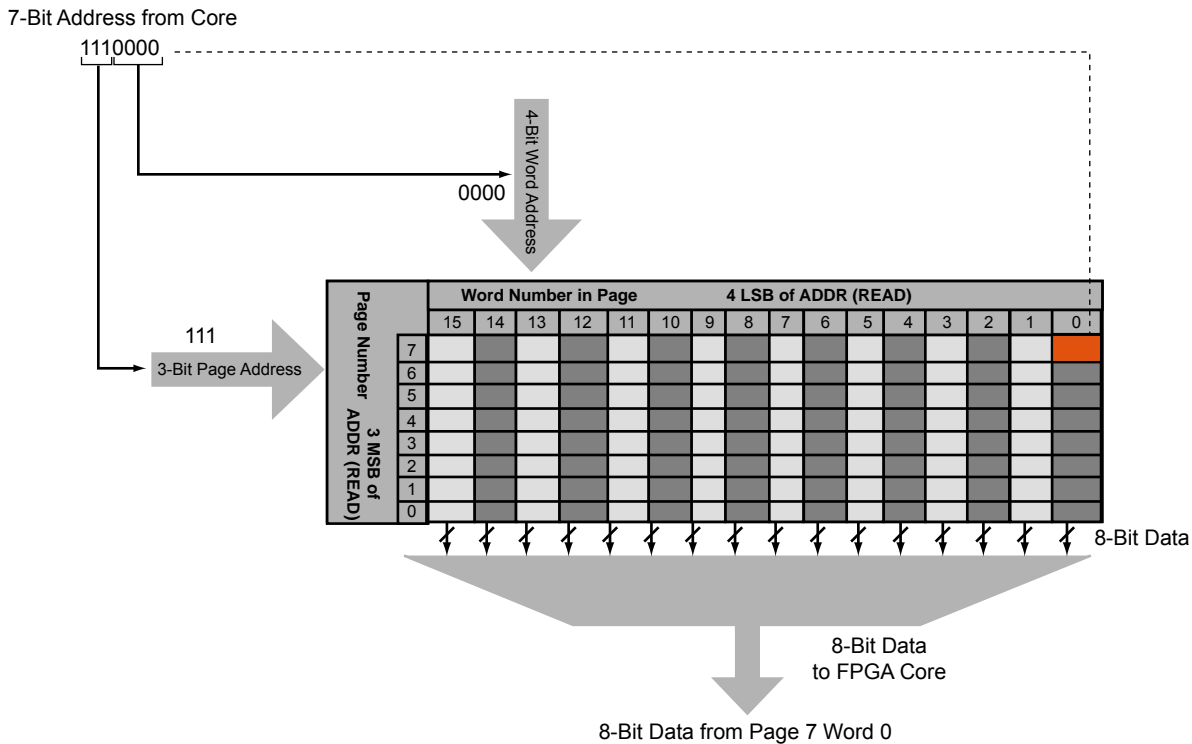 7-Bit Address from Core
1110000
4-Bit Word Address
0000
111
3-Bit Page Address
Page Number
3 MSB of
ADDR (READ)
Word Number in Page 4 LSB of ADDR (READ)
15 14 13 12 11 10 9 8 7 6 5 4 3 2 1 0
7
6
5
4
3
2
1
0
8-Bit Data
8-Bit Data
to FPGA Core
8-Bit Data from Page 7 Word 0